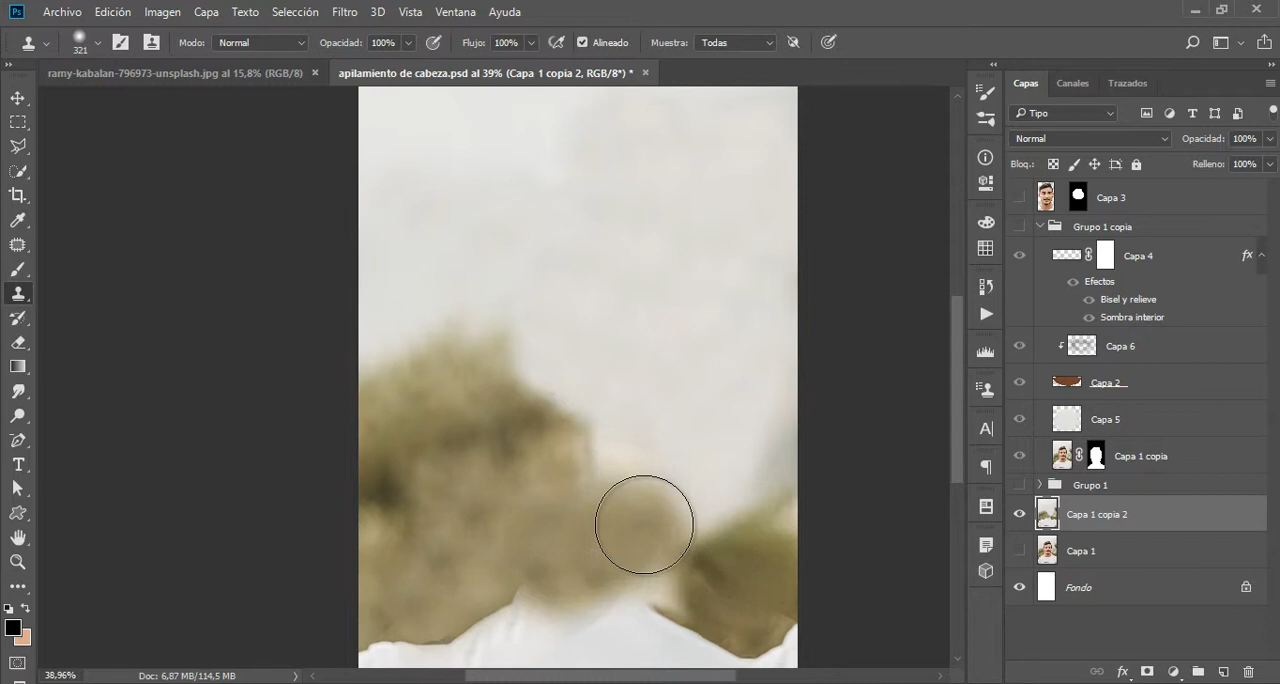 Ps Archivo Edición Imagen Capa Texto Selección Filtro 3D Vista Ventana Ayuda
321 Modo: Normal Opacidad: 100% Flujo: 100% Alineado Muestra: Todas
ramy-kabalan-796973-unsplash.jpg al 15,8% (RGB/8) × apilamiento de cabeza.psd al 39% (Capa 1 copia 2, RGB/8*) * ×
Capas Canales Trazados
Tipo
Normal Opacidad: 100%
Bloq.: Relleno: 100%
Capa 3
Grupo 1 copia
Capa 4 fx
Efectos
Bisel y relieve
Sombra interior
Capa 6
Capa 2
Capa 5
Capa 1 copia
Grupo 1
Capa 1 copia 2
Capa 1
Fondo
38,96% Doc: 6,87 MB/114,5 MB
fx